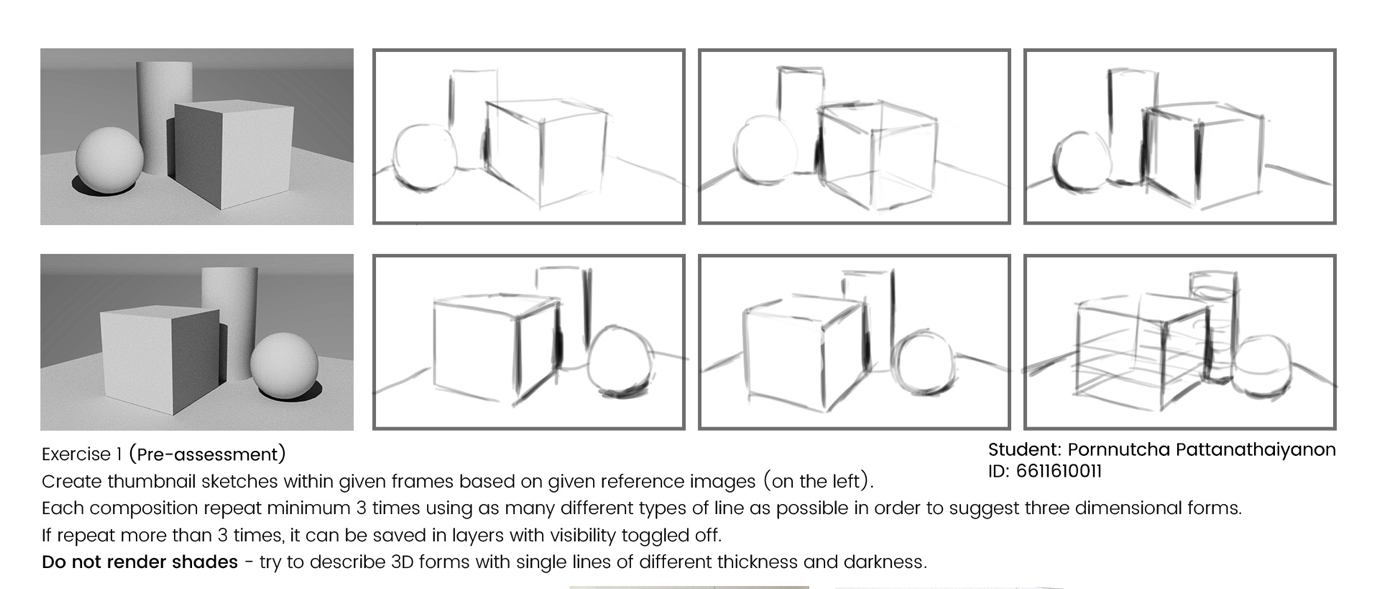 Exercise 1 (Pre-assessment)
Student: Pornnutcha Pattanathaiyanon
ID: 6611610011
Create thumbnail sketches within given frames based on given reference images (on the left).
Each composition repeat minimum 3 times using as many different types of line as possible in order to suggest three dimensional forms.
If repeat more than 3 times, it can be saved in layers with visibility toggled off.
Do not render shades - try to describe 3D forms with single lines of different thickness and darkness.